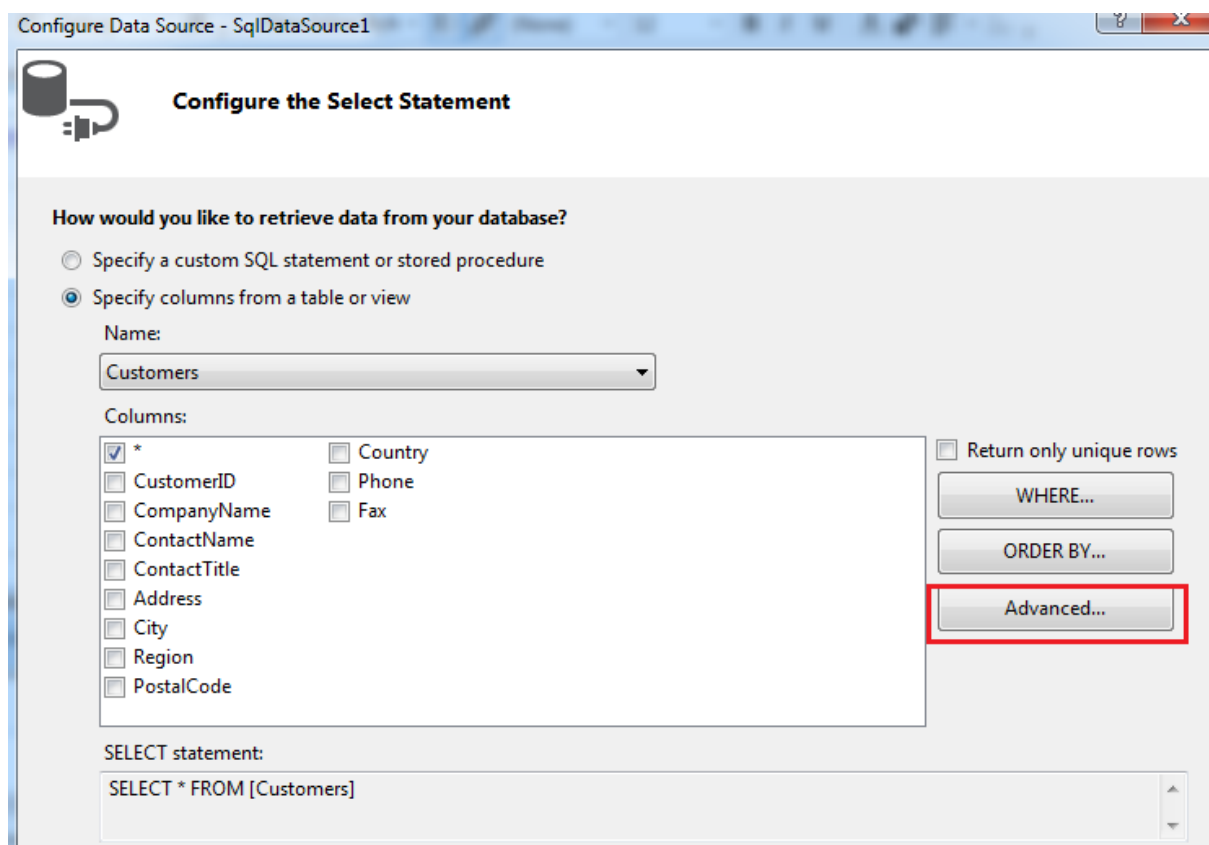 Configure Data Source - SqlDataSource1
Configure the Select Statement
How would you like to retrieve data from your database?
Specify a custom SQL statement or stored procedure
Specify columns from a table or view
Name:
Customers
Columns:
*
CustomerID
CompanyName
ContactName
ContactTitle
Address
City
Region
PostalCode
Country
Phone
Fax
Return only unique rows
WHERE...
ORDER BY...
Advanced...
SELECT statement:
SELECT * FROM [Customers]